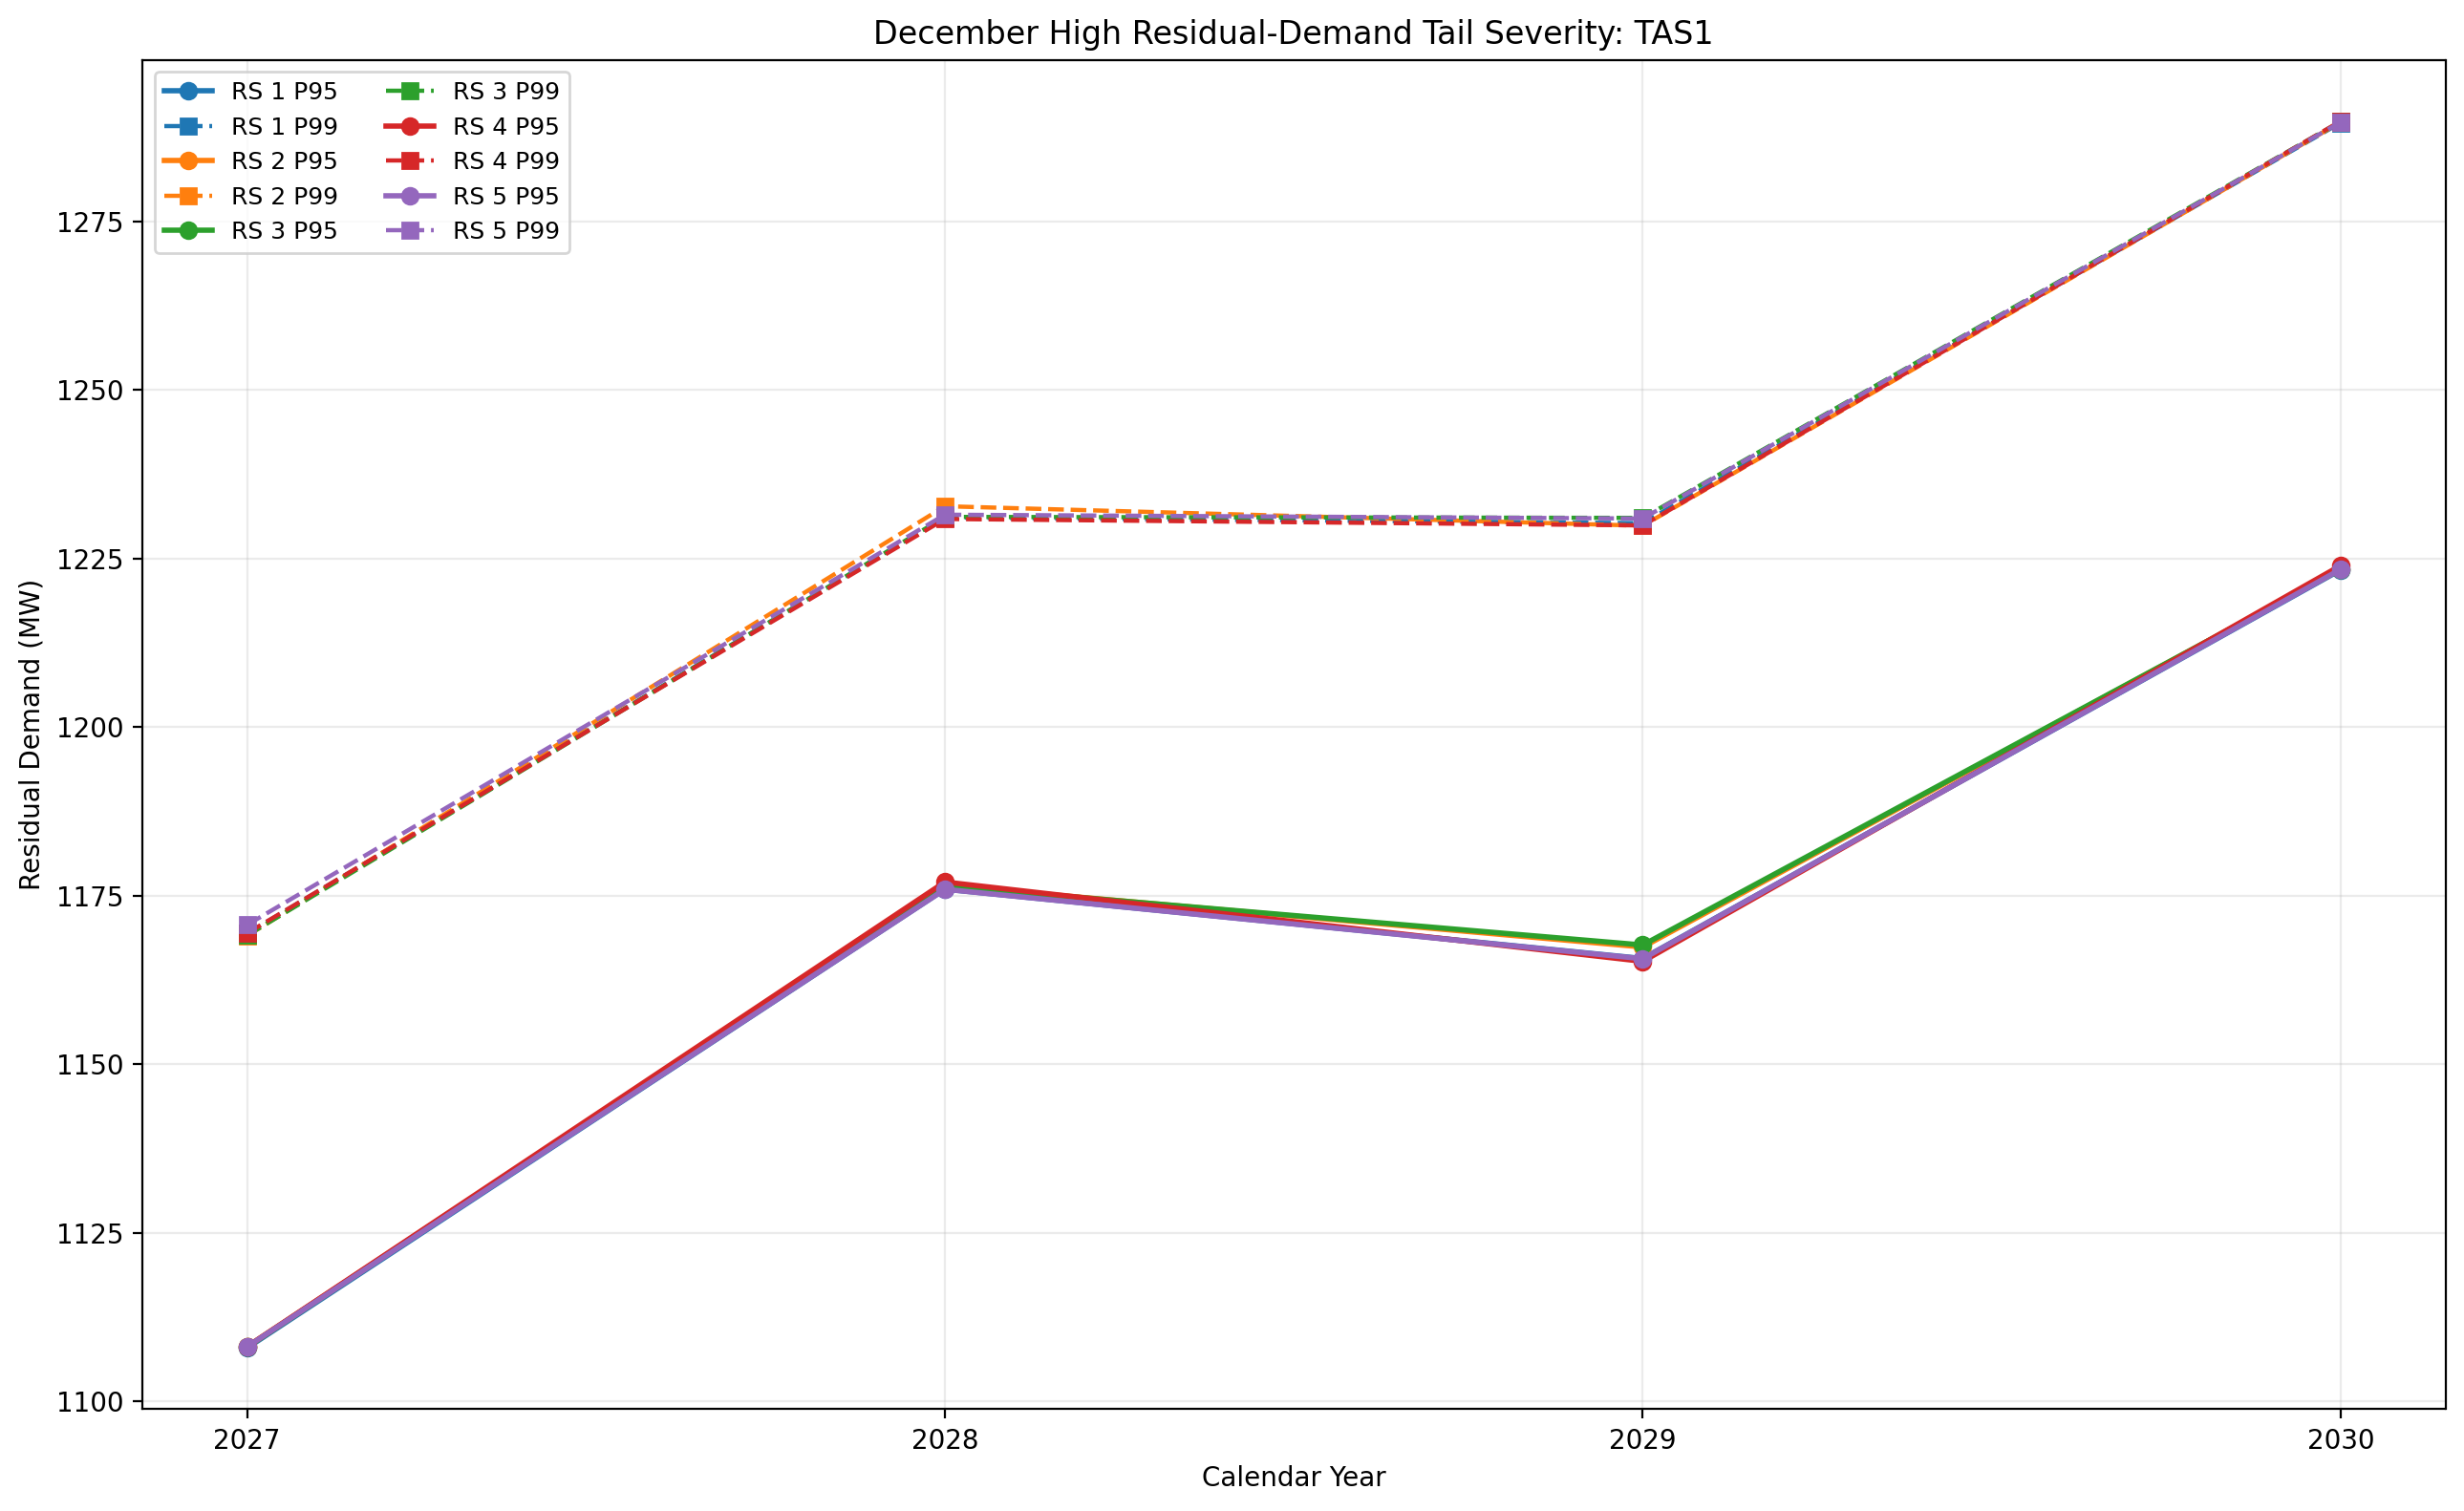 December High Residual-Demand Tail Severity: TAS1
RS 1 P95
RS 1 P99
RS 2 P95
RS 2 P99
RS 3 P95
RS 3 P99
RS 4 P95
RS 4 P99
RS 5 P95
RS 5 P99
Residual Demand (MW)
1275
1250
1225
1200
1175
1150
1125
1100
2027
2028
2029
2030
Calendar Year